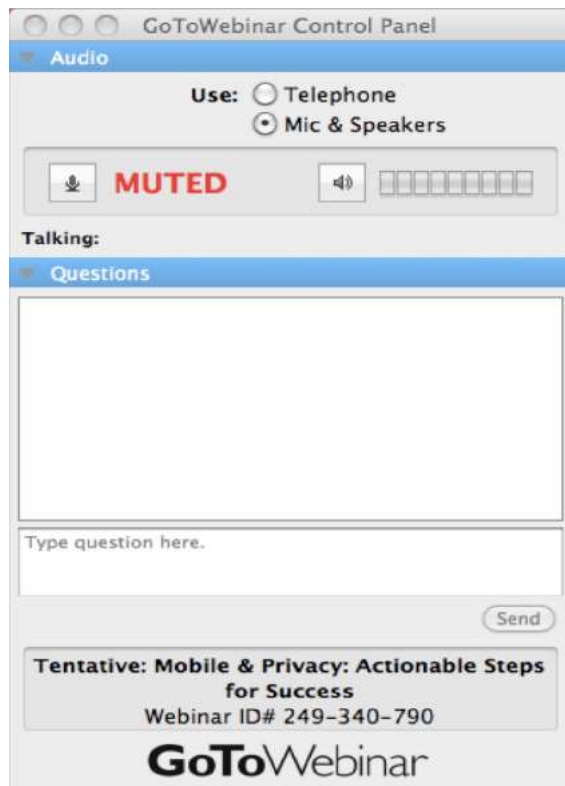 GoToWebinar Control Panel
Audio
Use: Telephone
Mic & Speakers
MUTED
Talking:
Questions
Type question here.
Send
Tentative: Mobile & Privacy: Actionable Steps
for Success
Webinar ID# 249-340-790
GoToWebinar